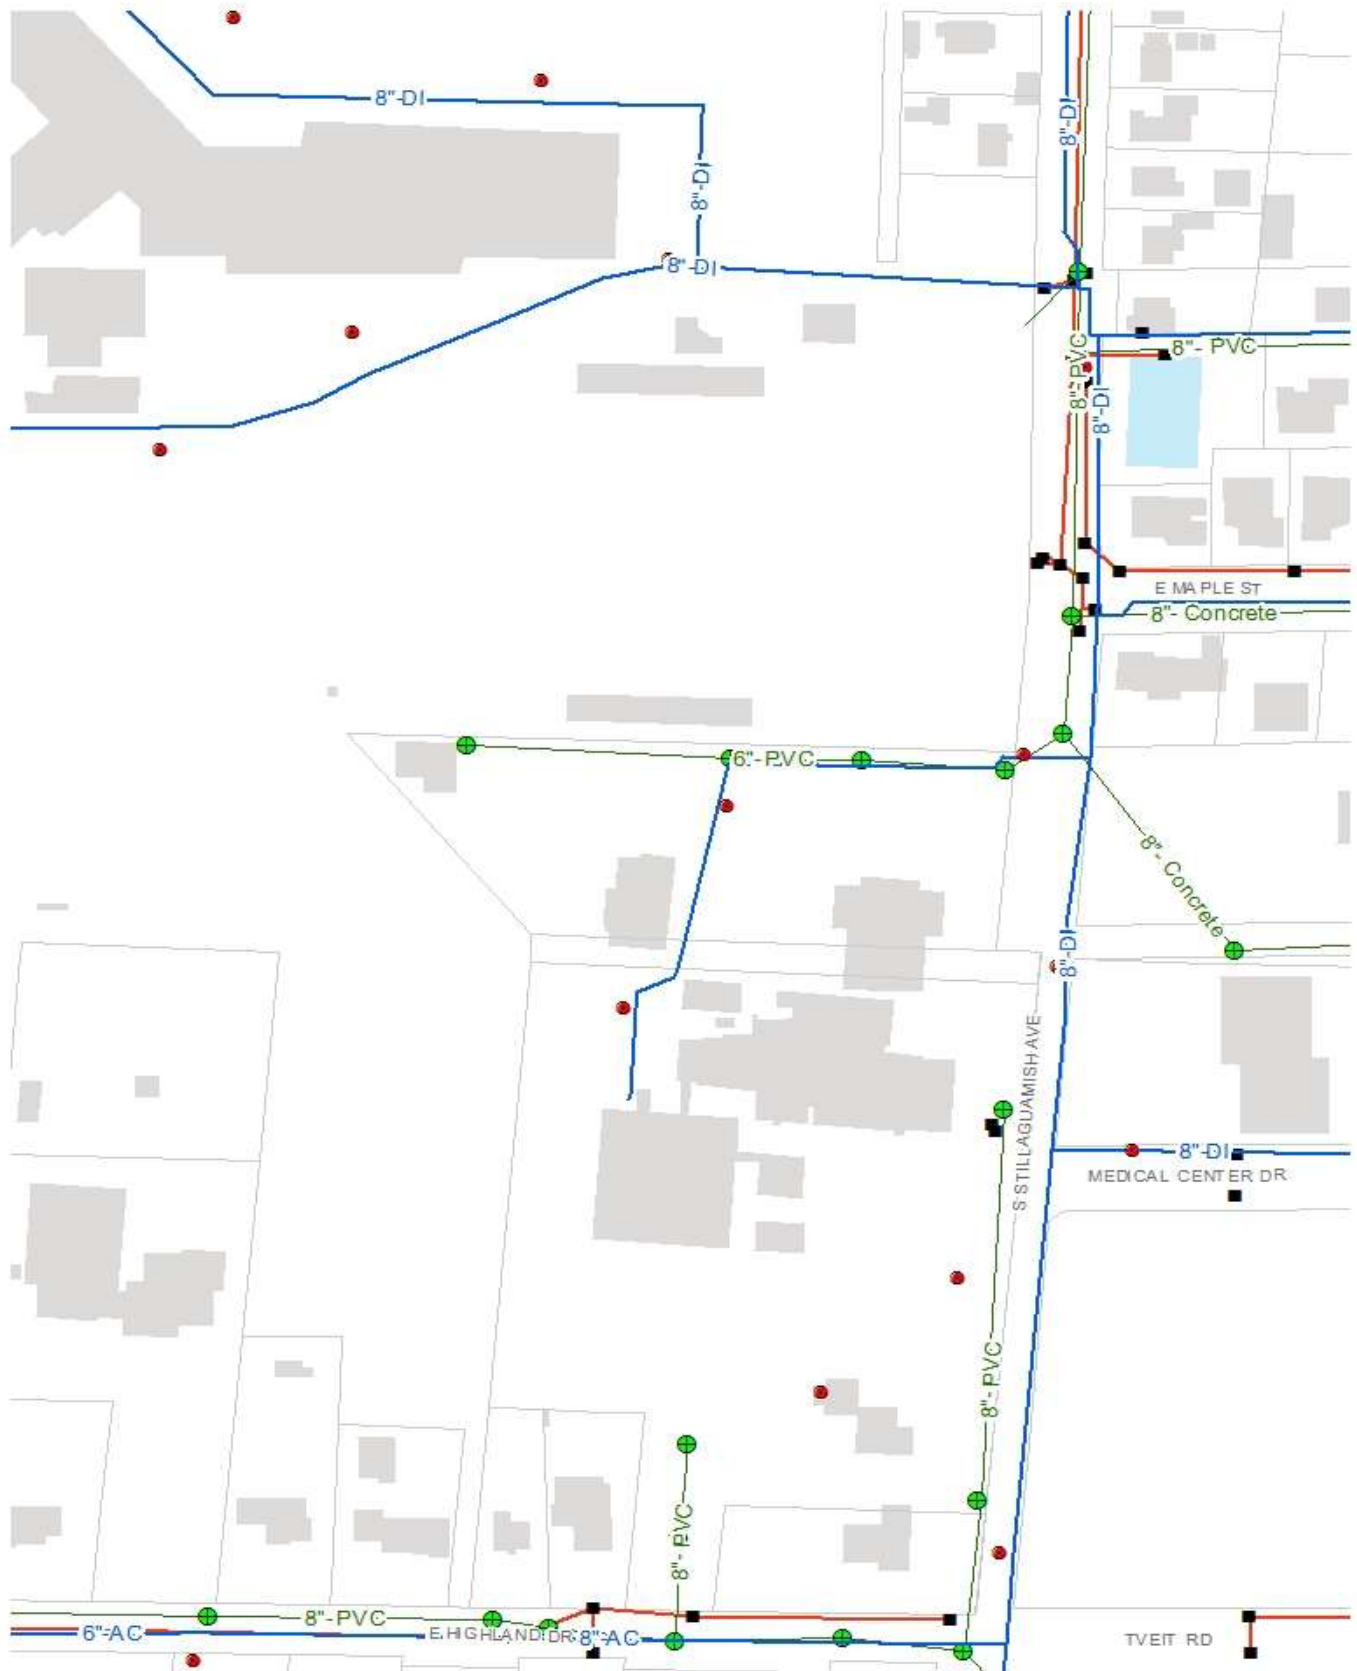 8"-DI
8"-DI
8"-DI
8"-DI
8"-PVC
8"- PVC
8"-DI
E MAPLE ST
8"- Concrete
6"-PVC
8"- Concrete
8"-DI
S STILLAGUAMISH AVE
8"-DI
MEDICAL CENTER DR
8"- PVC
8"- PVC
8"-PVC
6"-AC
E HIGHLAND DR
8"-AC
TVEIT RD